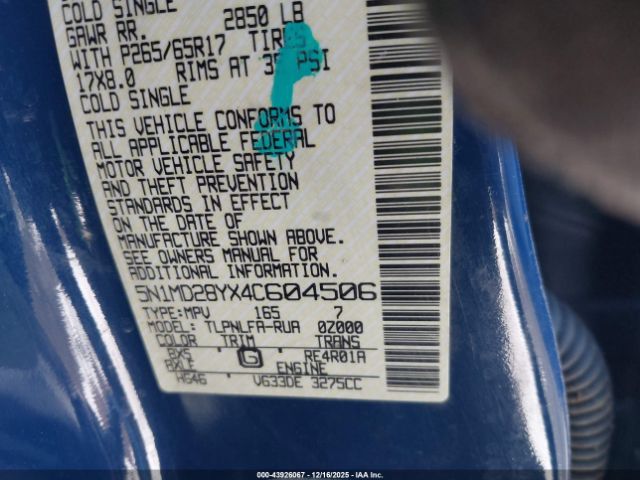 COLD SINGLE
GAWR RR. 2850 LB
WITH P265/65R17 TIRES
17X8.0 RIMS AT PSI
COLD SINGLE
THIS VEHICLE CONFORMS TO
ALL APPLICABLE FEDERAL
MOTOR VEHICLE SAFETY
AND THEFT PREVENTION
STANDARDS IN EFFECT
ON THE DATE OF
MANUFACTURE SHOWN ABOVE.
SEE OWNERS MANUAL FOR
ADDITIONAL INFORMATION.
5N1MD28YX4C604506
TYPE:MPV 165 7
MODEL: TLPNLFA-RUA 0Z000
COLOR TRIM TRANS
BX5 G RE4R01A
AXLE ENGINE
HG46 VG33DE 3275CC
000-43926067 - 12/16/2025 - IAA Inc.